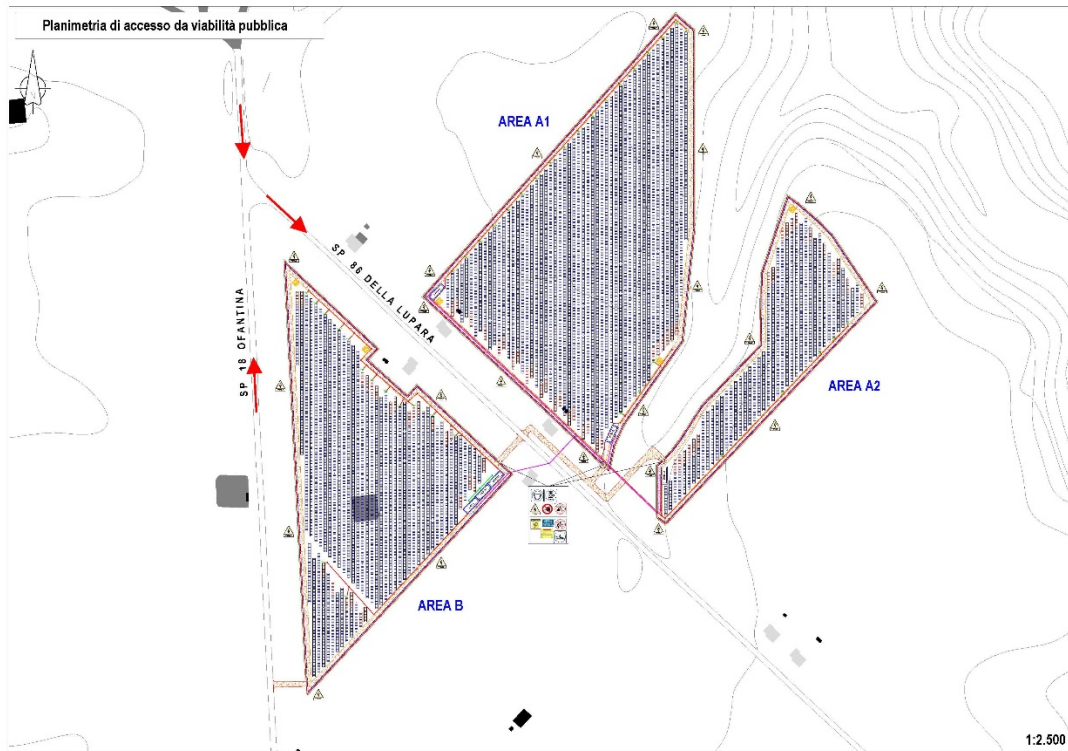 Planimetria di accesso da viabilità pubblica
AREA A1
SP 86 DELLA LUPARA
SP 18 OFANTINA
AREA A2
AREA B
1:2.500